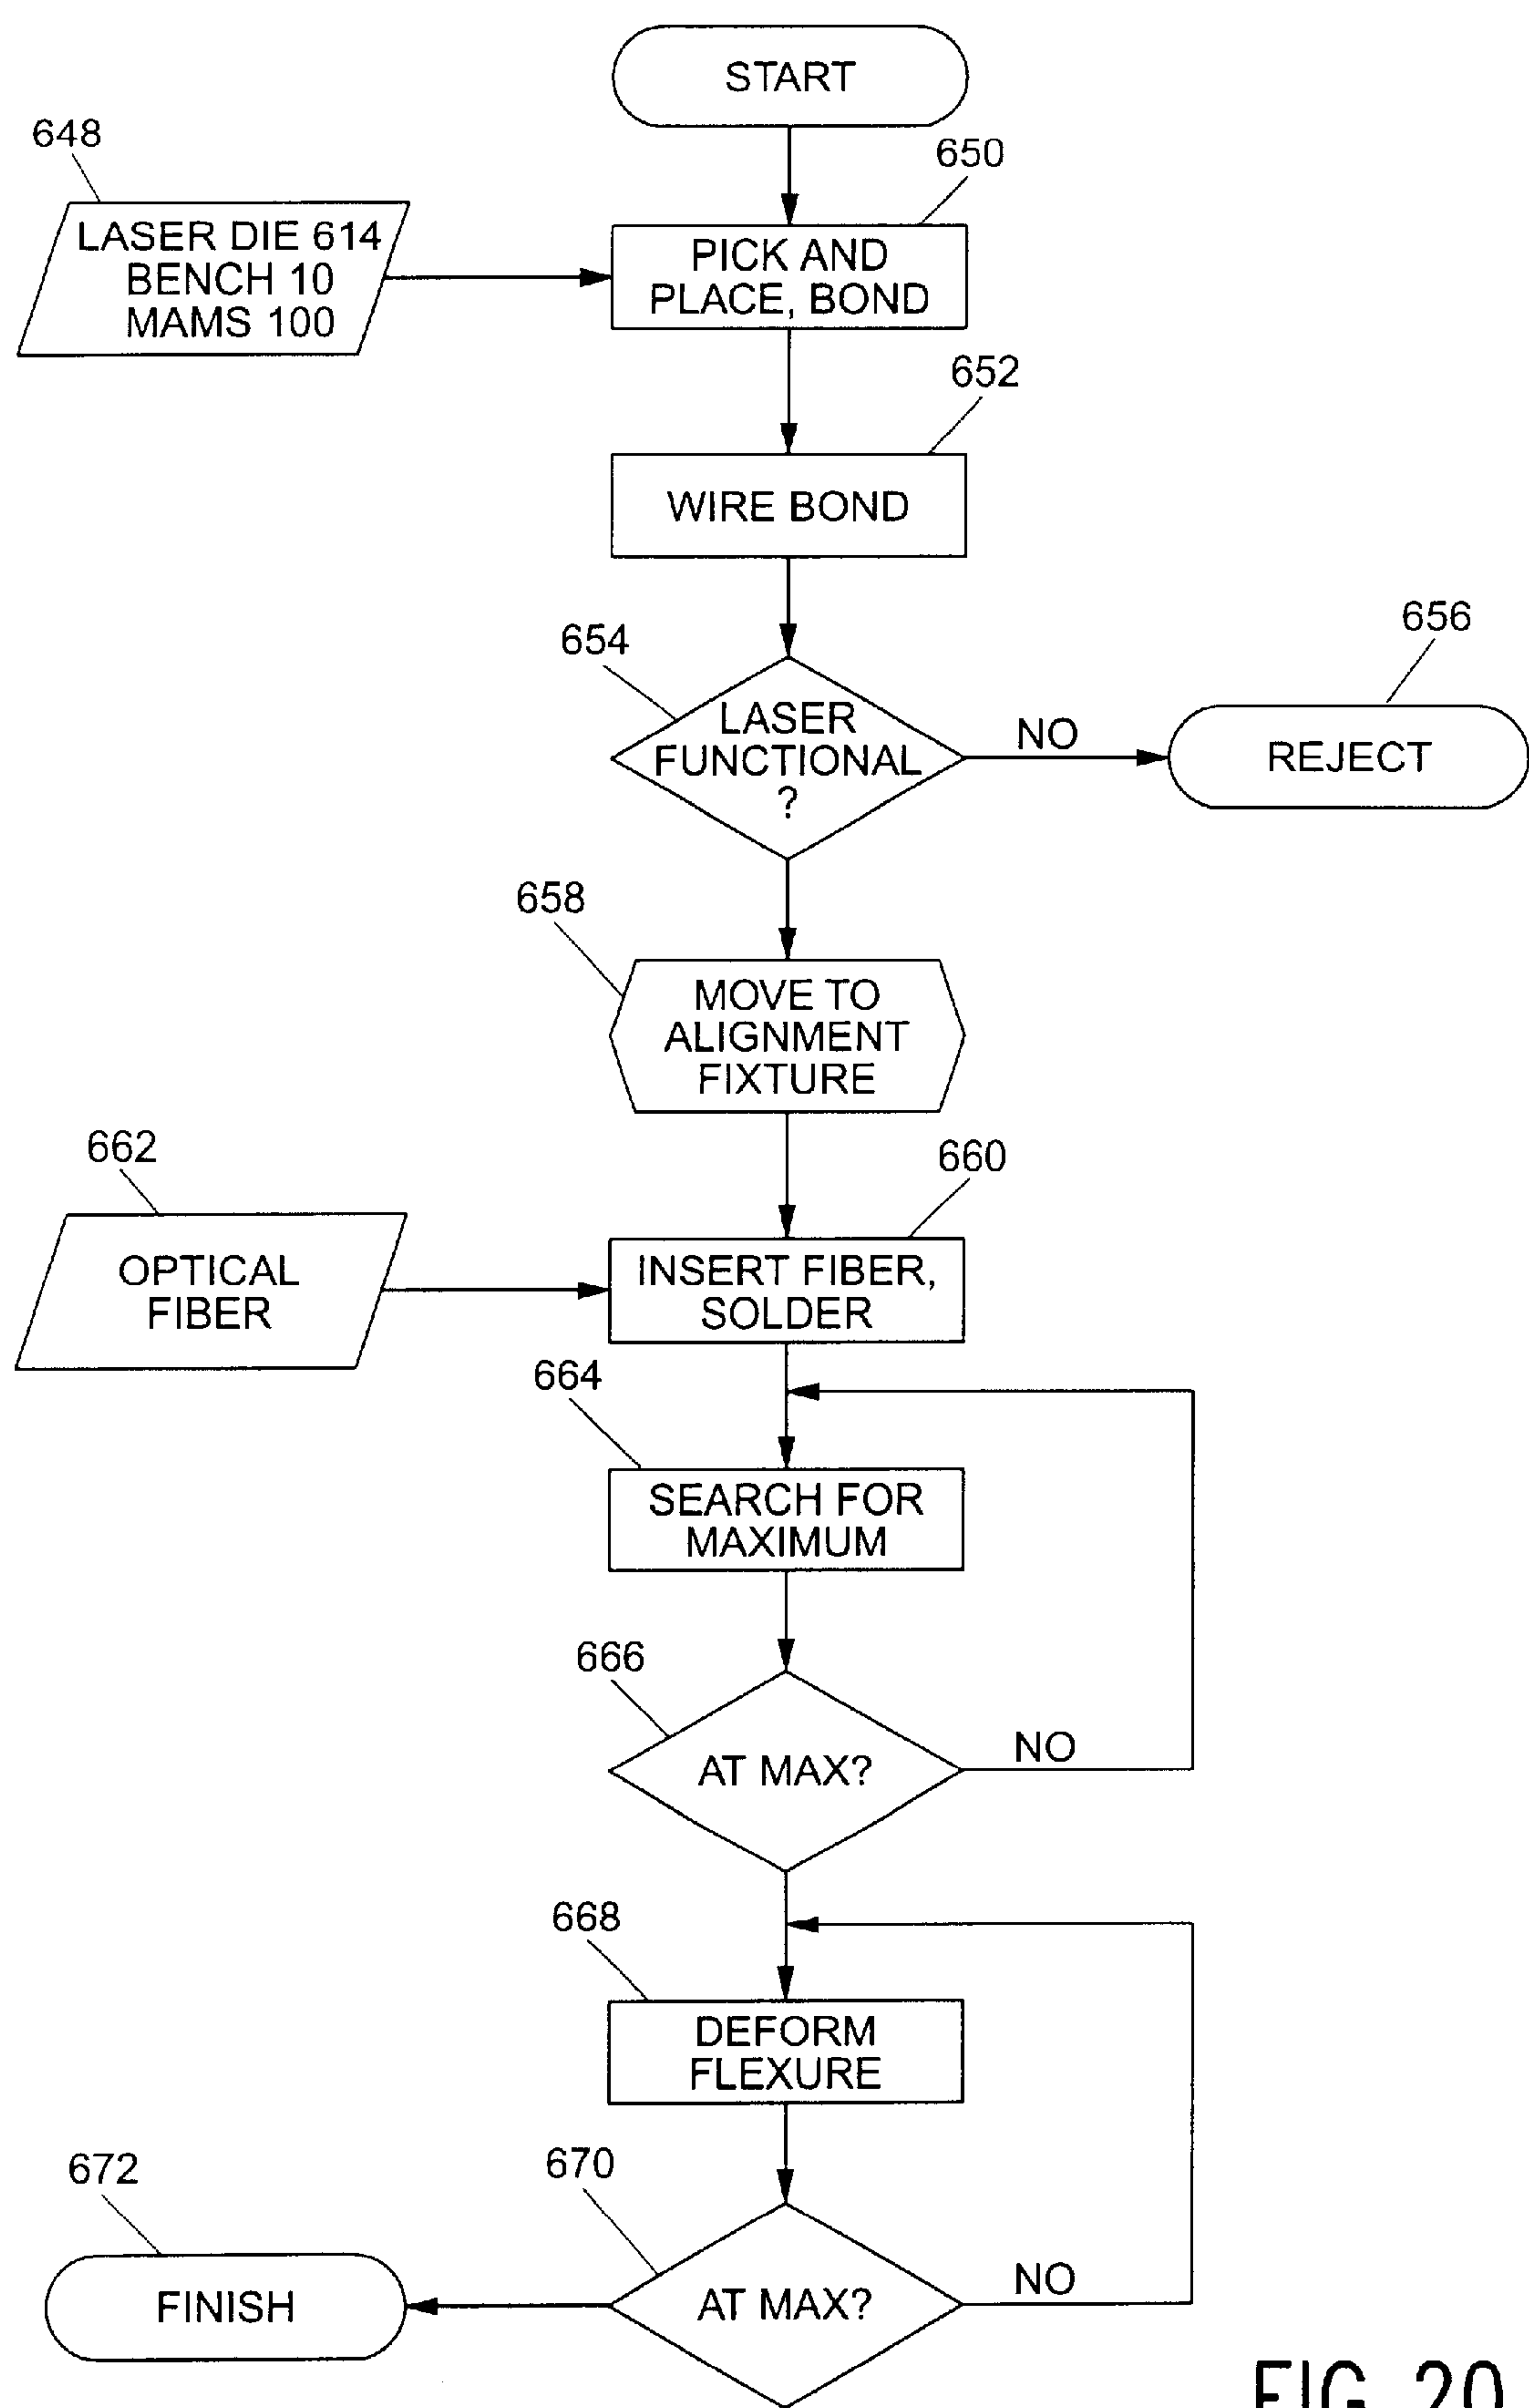 START
648
650
LASER DIE 614
BENCH 10
MAMS 100
PICK AND
PLACE, BOND
652
WIRE BOND
654
656
LASER
FUNCTIONAL
?
NO
REJECT
658
MOVE TO
ALIGNMENT
FIXTURE
662
660
OPTICAL
FIBER
INSERT FIBER,
SOLDER
664
SEARCH FOR
MAXIMUM
666
AT MAX?
NO
668
DEFORM
FLEXURE
672
670
FINISH
AT MAX?
NO
FIG. 20